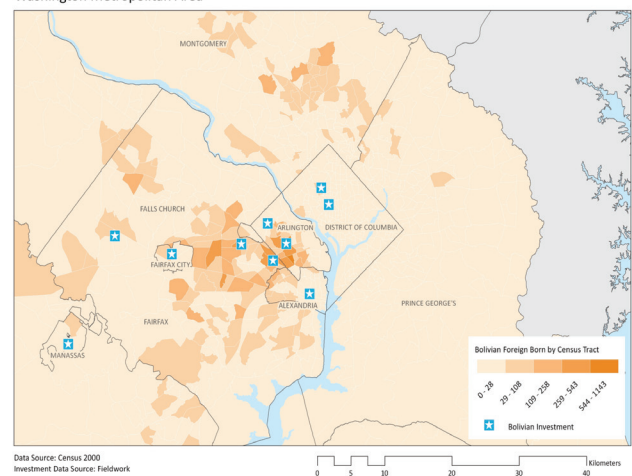 Washington Metropolitan Area
MONTGOMERY
FALLS CHURCH
ARLINGTON
DISTRICT OF COLUMBIA
FAIRFAX CITY
PRINCE GEORGE'S
ALEXANDRIA
FAIRFAX
MANASSAS
Bolivian Foreign Born by Census Tract
0 - 28
29 - 108
109 - 258
259 - 543
544 - 1143
Bolivian Investment
Data Source: Census 2000
Investment Data Source: Fieldwork
Kilometers
0 5 10 20 30 40